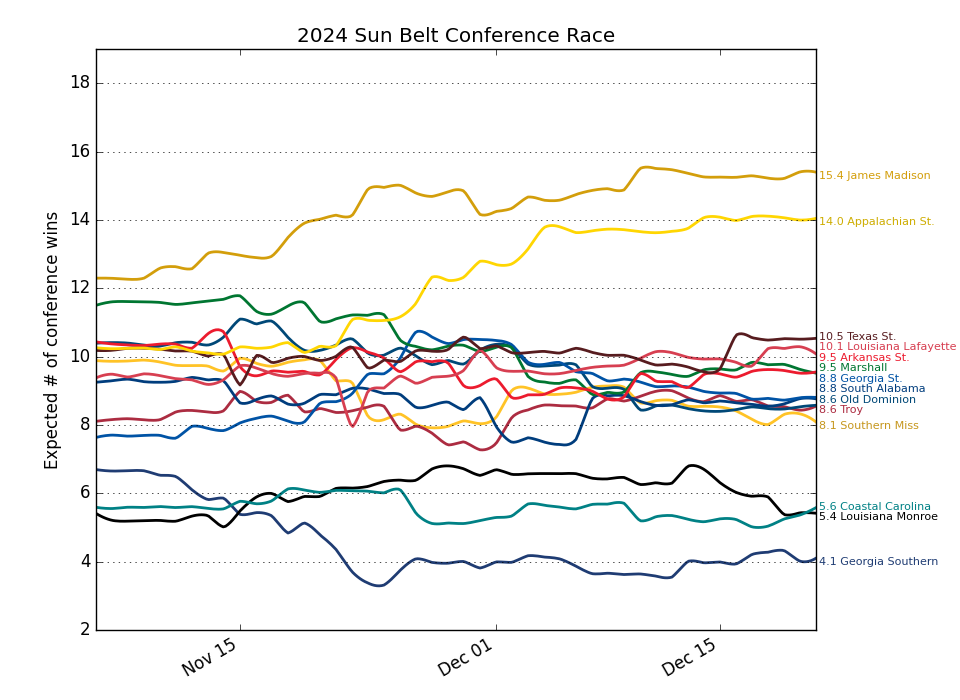 2024 Sun Belt Conference Race
Expected # of conference wins
18
16
14
12
10
8
6
4
2
Nov 15
Dec 01
Dec 15
15.4 James Madison
14.0 Appalachian St.
10.5 Texas St.
10.1 Louisiana Lafayette
9.5 Arkansas St.
9.5 Marshall
8.8 Georgia St.
8.8 South Alabama
8.6 Old Dominion
8.6 Troy
8.1 Southern Miss
5.6 Coastal Carolina
5.4 Louisiana Monroe
4.1 Georgia Southern